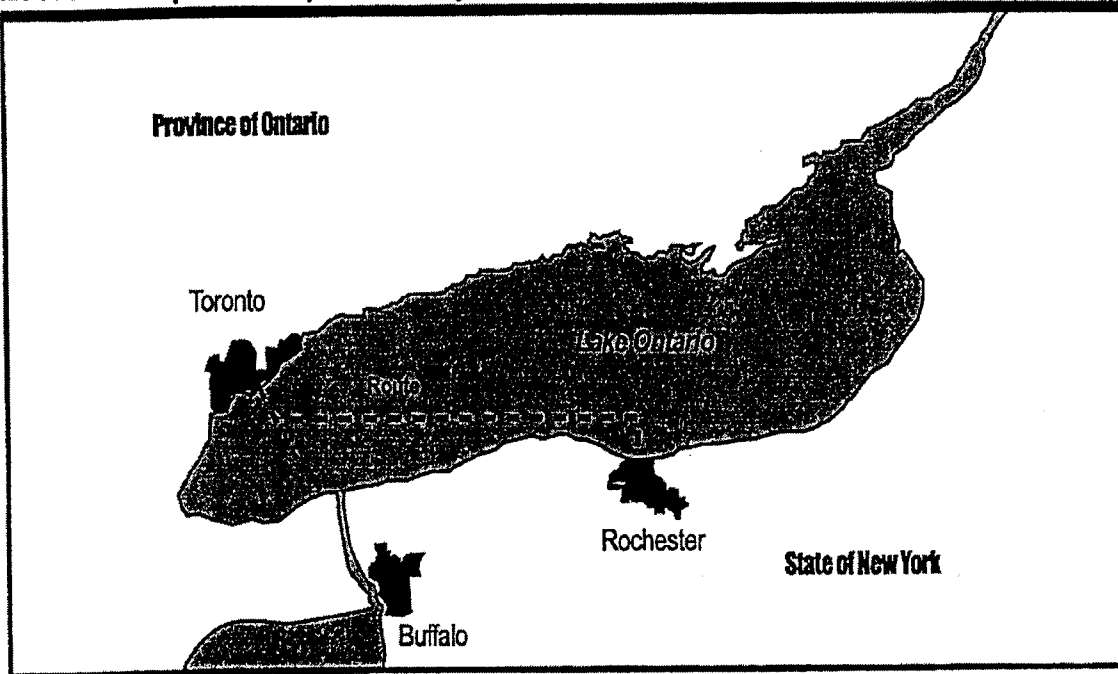 Province of Ontario
Toronto
Lake Ontario
Route
Rochester
State of New York
Buffalo